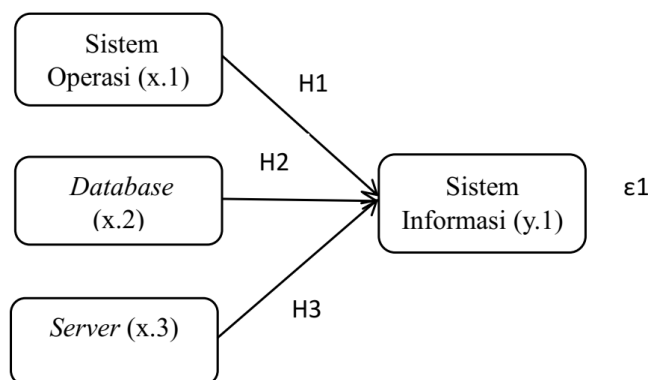 Sistem
Operasi (x.1)
H1
Database
(x.2)
H2
Sistem
Informasi (y.1)
ε1
Server (x.3)
H3